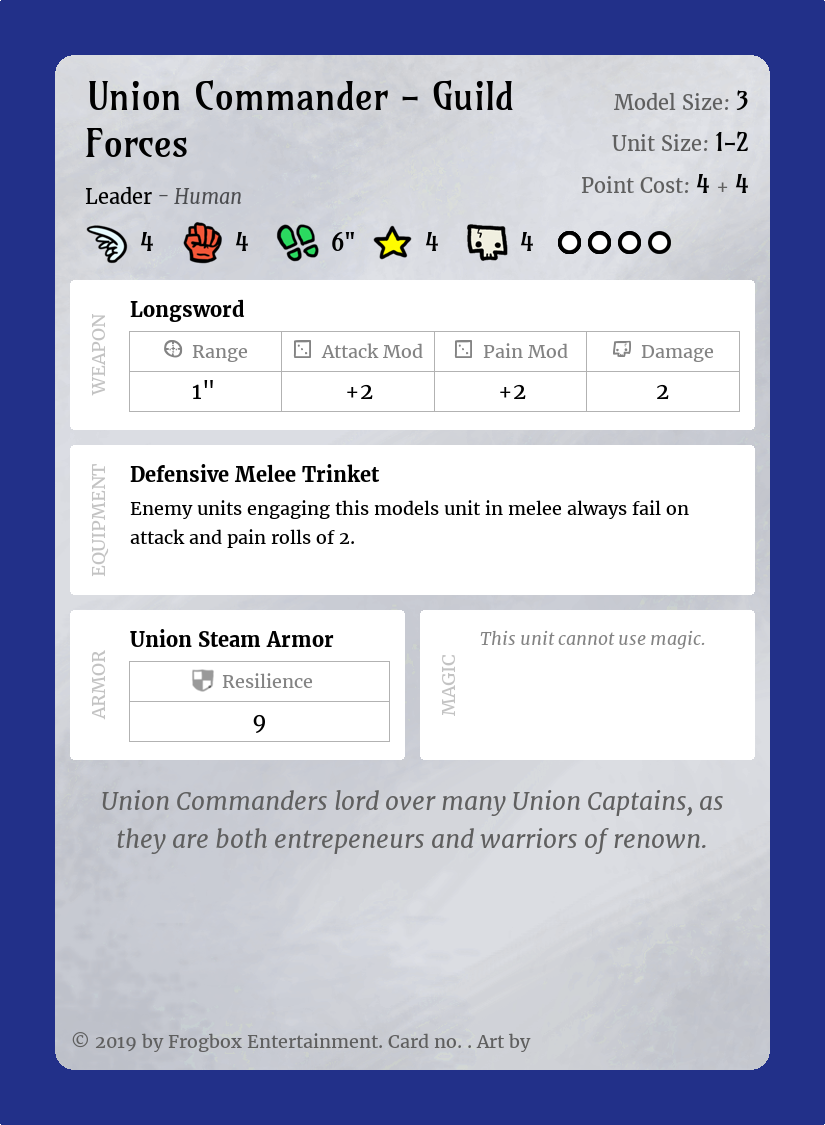 Union Commander – Guild
Forces
Model Size: 3
Unit Size: 1–2
Point Cost: 4 + 4
Leader – Human
4 4 6" 4 4
WEAPON
Longsword
Range Attack Mod Pain Mod Damage
1" +2 +2 2
EQUIPMENT
Defensive Melee Trinket
Enemy units engaging this models unit in melee always fail on
attack and pain rolls of 2.
ARMOR
Union Steam Armor
Resilience
9
MAGIC
This unit cannot use magic.
Union Commanders lord over many Union Captains, as
they are both entrepeneurs and warriors of renown.
© 2019 by Frogbox Entertainment. Card no. . Art by